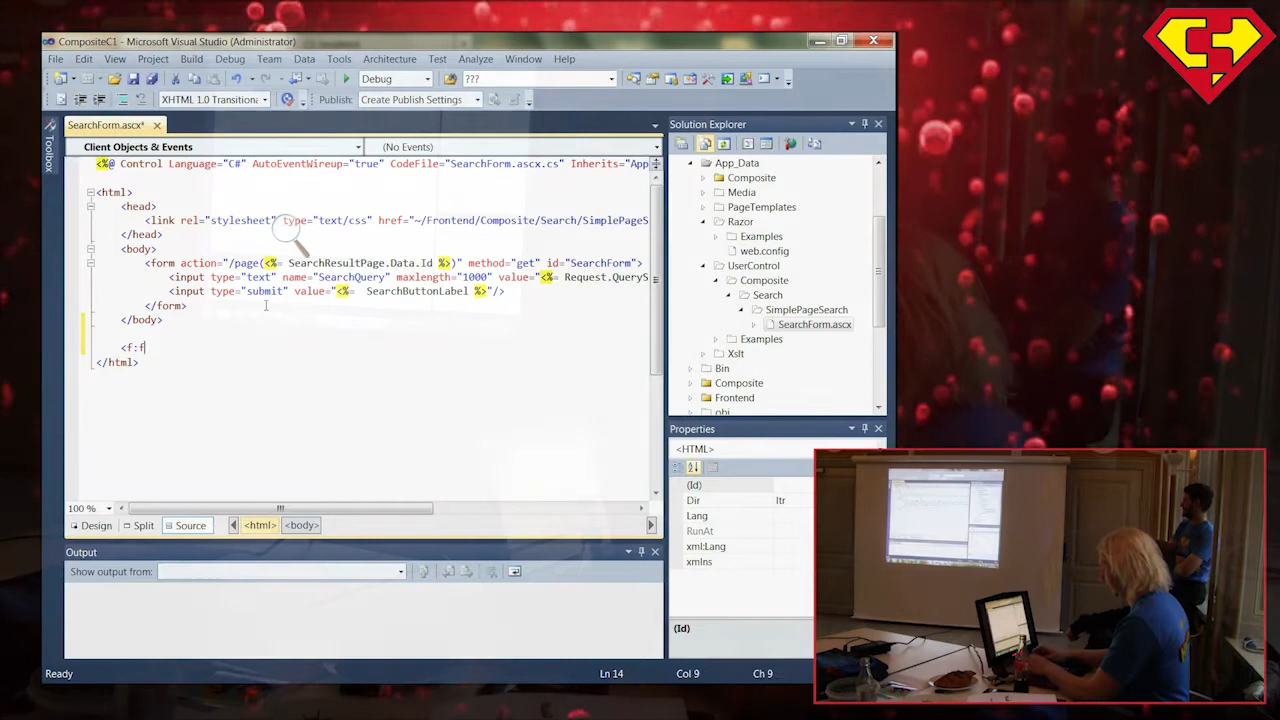 CompositeC1 - Microsoft Visual Studio (Administrator)
File Edit View Project Build Debug Team Data Tools Architecture Test Analyze Window Help
Debug ???
XHTML 1.0 Transitiona Publish: Create Publish Settings
SearchForm.ascx*
Solution Explorer
Toolbox
Client Objects & Events (No Events)
<%@ Control Language="C#" AutoEventWireup="true" CodeFile="SearchForm.ascx.cs" Inherits="App
<html>
<head>
<link rel="stylesheet" type="text/css" href="~/Frontend/Composite/Search/SimplePageS
</head>
<body>
<form action="/page(<%= SearchResultPage.Data.Id %>)" method="get" id="SearchForm">
<input type="text" name="SearchQuery" maxlength="1000" value="<%= Request.QueryS
<input type="submit" value="<%= SearchButtonLabel %>"/>
</form>
</body>
<f:f
</html>
App_Data
Composite
Media
PageTemplates
Razor
Examples
web.config
UserControl
Composite
Search
SimplePageSearch
SearchForm.ascx
Examples
Xslt
Bin
Composite
Frontend
obj
100 %
Design Split Source <html> <body>
Properties
<HTML>
(Id)
Dir ltr
Lang
RunAt
xml:Lang
xmlns
(Id)
Output
Show output from:
Ready Ln 14 Col 9 Ch 9